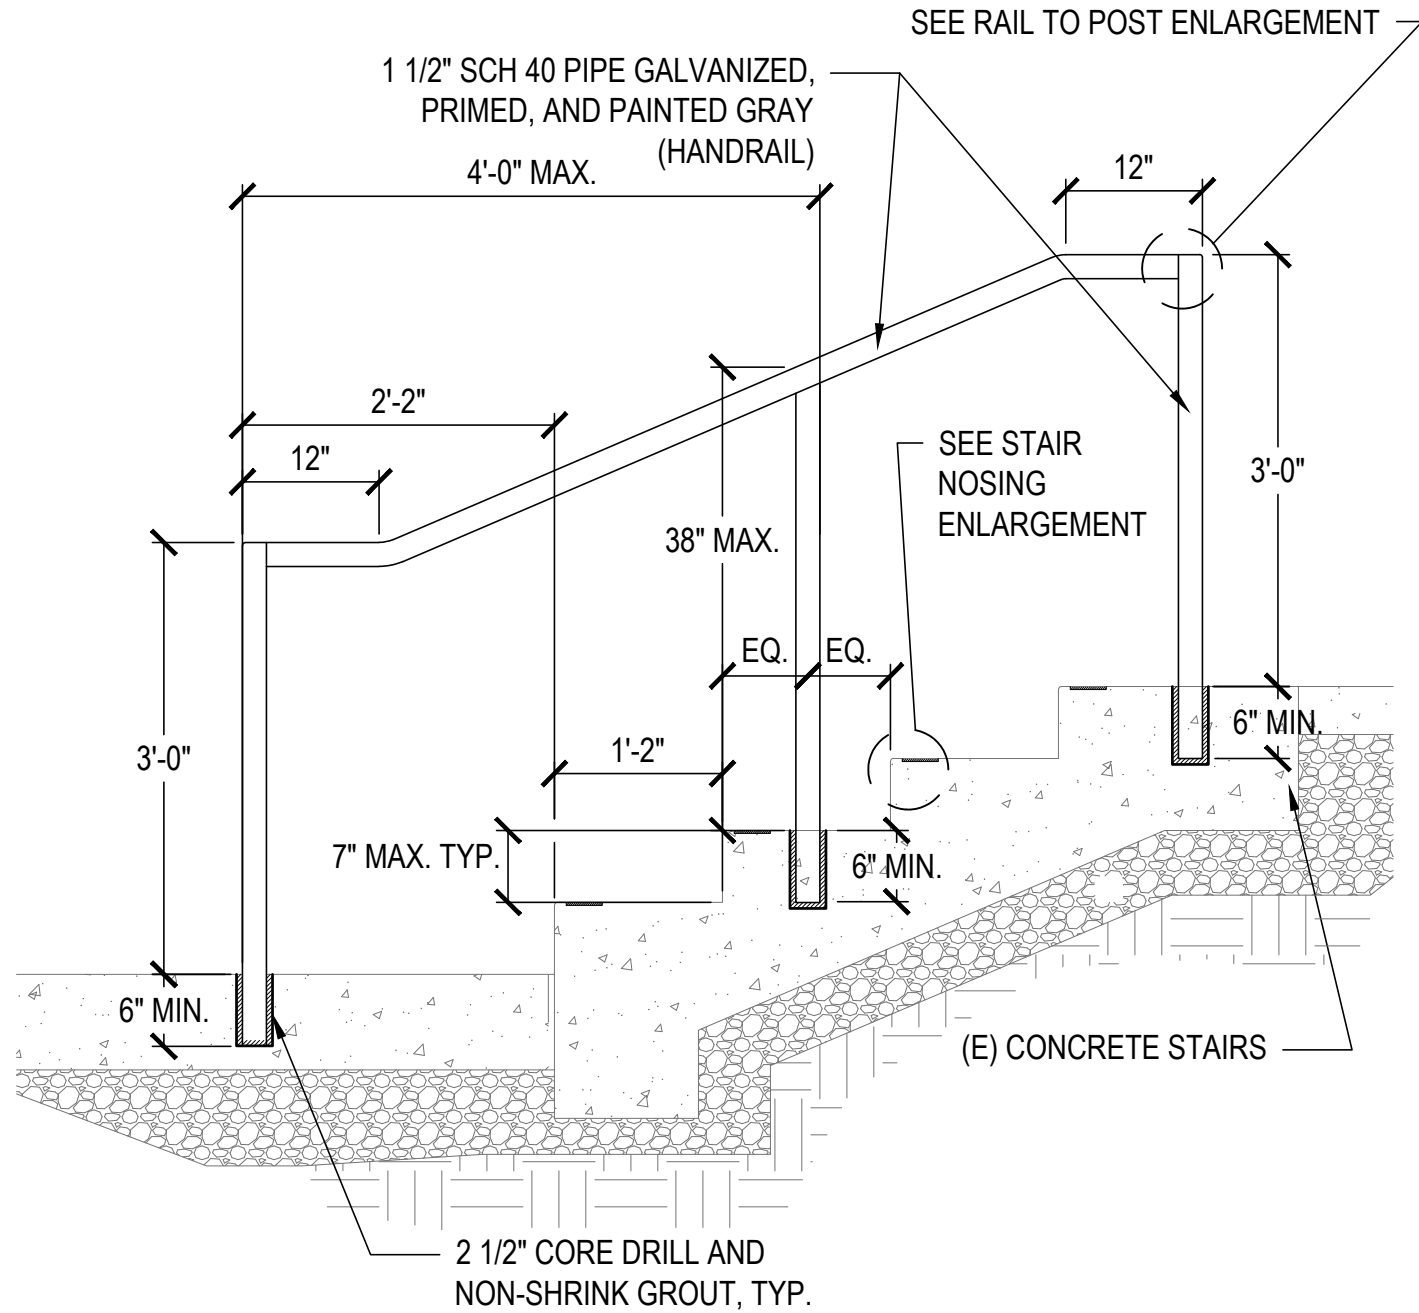 SEE RAIL TO POST ENLARGEMENT
1 1/2" SCH 40 PIPE GALVANIZED,
PRIMED, AND PAINTED GRAY
(HANDRAIL)
4'-0" MAX.
12"
2'-2"
12"
SEE STAIR
NOSING
ENLARGEMENT
3'-0"
38" MAX.
EQ.
EQ.
6" MIN.
3'-0"
1'-2"
7" MAX. TYP.
6" MIN.
6" MIN.
(E) CONCRETE STAIRS
2 1/2" CORE DRILL AND
NON-SHRINK GROUT, TYP.